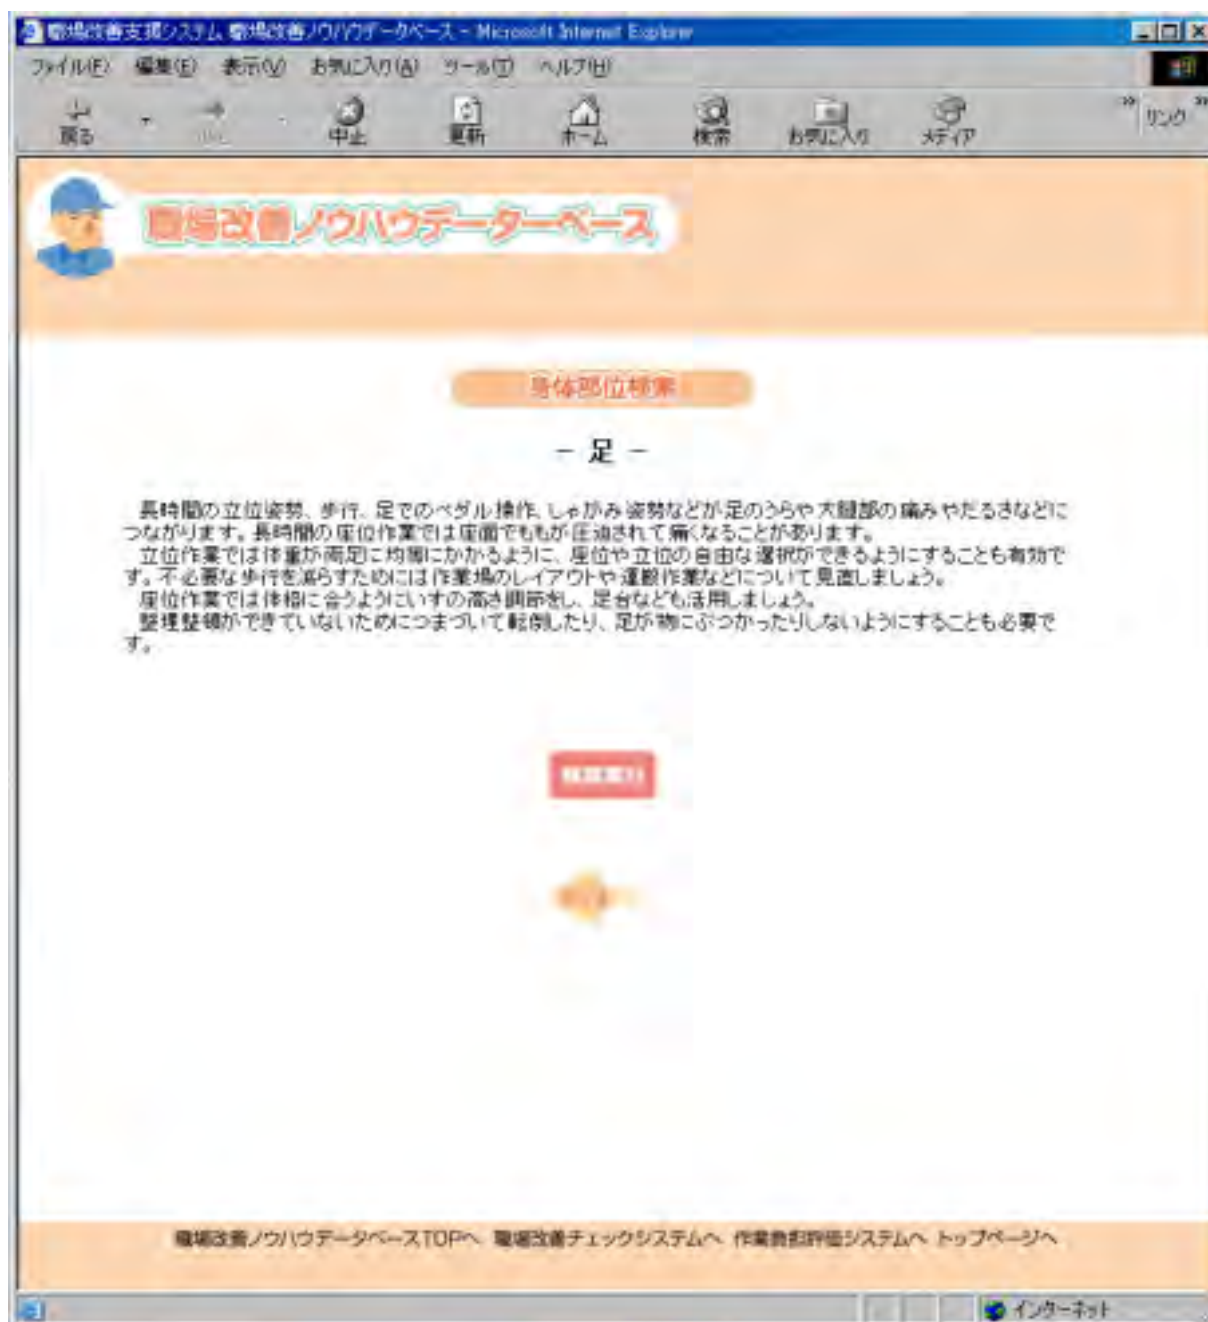 職場改善支援システム 職場改善ノウハウデータベース - Microsoft Internet Explorer
ファイル(F) 編集(E) 表示(V) お気に入り(A) ツール(T) ヘルプ(H)
戻る 中止 更新 ホーム 検索 お気に入り メディア リンク
職場改善ノウハウデーターベース
身体部位検索
－ 足 －
長時間の立位姿勢、歩行、足でのペダル操作、しゃがみ姿勢などが足のうらや大腿部の痛みやだるさなどに
つながります。長時間の座位作業では座面でももが圧迫されて痛くなることがあります。
立位作業では体重が両足に均等にかかるように、座位や立位の自由な選択ができるようにすることも有効で
す。不必要な歩行を減らすためには作業場のレイアウトや運搬作業などについて見直しましょう。
座位作業では体格に合うようにいすの高さ調節をし、足台なども活用しましょう。
整理整頓ができていないためにつまづいて転倒したり、足が物にぶつかったりしないようにすることも必要で
す。
職場改善ノウハウデータベースTOPへ 職場改善チェックシステムへ 作業負担評価システムへ トップページへ
インターネット